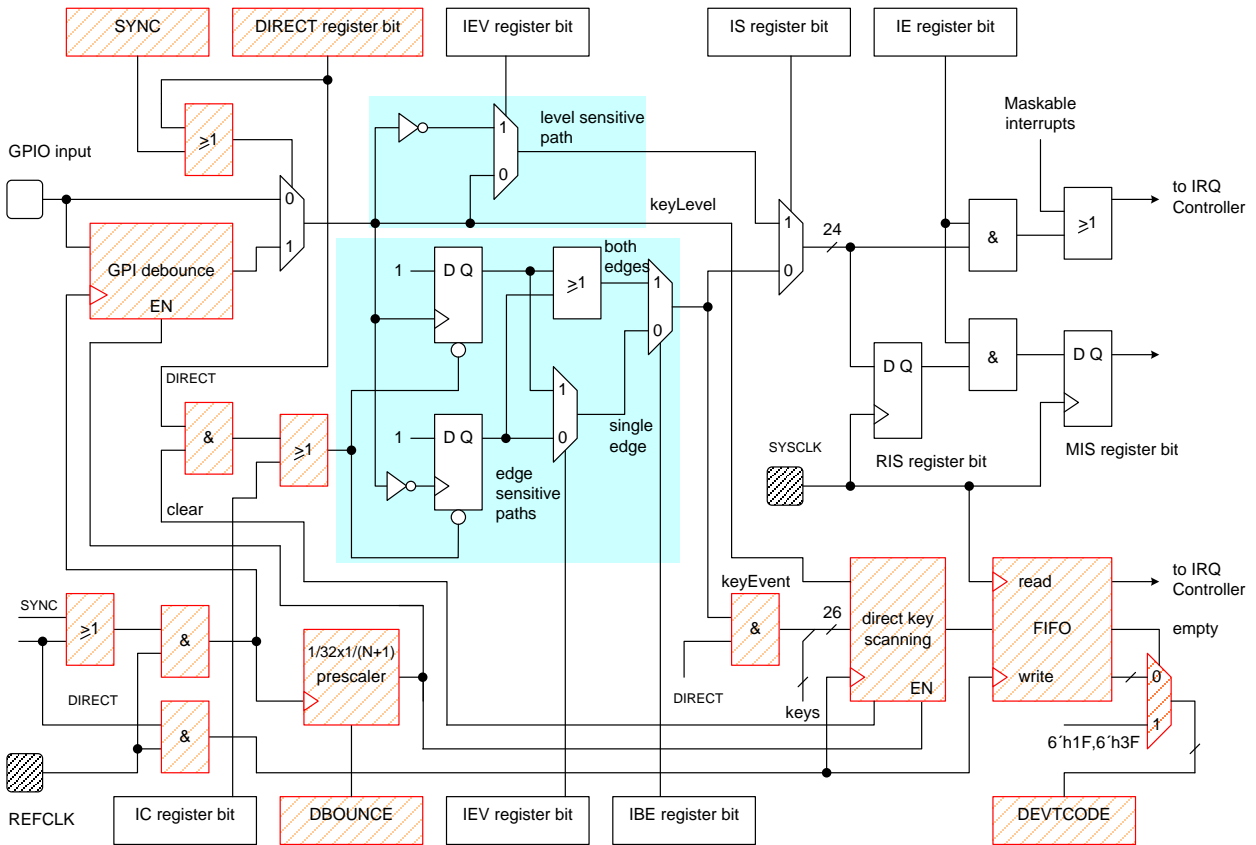 SYNC
DIRECT register bit
IEV register bit
IS register bit
IE register bit
Maskable
interrupts
level sensitive
path
GPIO input
≥1
1
0
0
1
to IRQ
Controller
keyLevel
24
1
0
&
≥1
GPI debounce
EN
1
D Q
both
edges
≥1
1
0
DIRECT
D Q
&
D Q
1
0
&
≥1
1
D Q
single
edge
SYSCLK
RIS register bit
MIS register bit
edge
sensitive
paths
clear
keyEvent
to IRQ
Controller
read
SYNC
≥1
&
1/32x1/(N+1)
prescaler
&
26
direct key
scanning
FIFO
empty
DIRECT
DIRECT
keys
EN
write
0
1
&
6´h1F,6´h3F
REFCLK
IC register bit
DBOUNCE
IEV register bit
IBE register bit
DEVTCODE